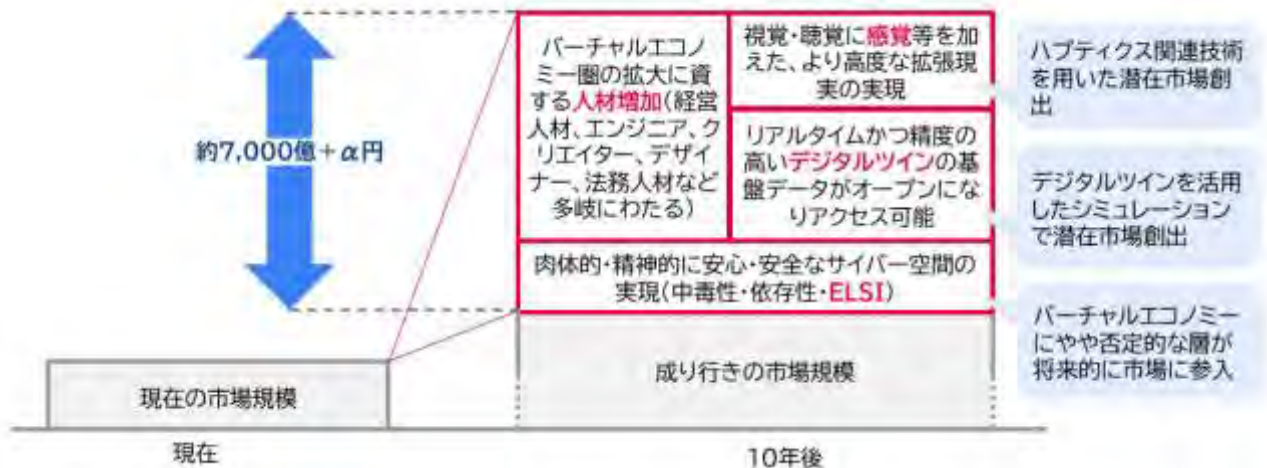 約7,000億+α円
バーチャルエコノ
ミー圏の拡大に資
する人材増加(経営
人材、エンジニア、ク
リエイター、デザイ
ナー、法務人材など
多岐にわたる)
視覚・聴覚に感覚等を加
えた、より高度な拡張現
実の実現
リアルタイムかつ精度の
高いデジタルツインの基
盤データがオープンにな
りアクセス可能
肉体的・精神的に安心・安全なサイバー空間の
実現(中毒性・依存性・ELSI)
ハプティクス関連技術
を用いた潜在市場創
出
デジタルツインを活用
したシミュレーション
で潜在市場創出
バーチャルエコノミー
にやや否定的な層が
将来的に市場に参入
現在の市場規模
成り行きの市場規模
現在
10年後